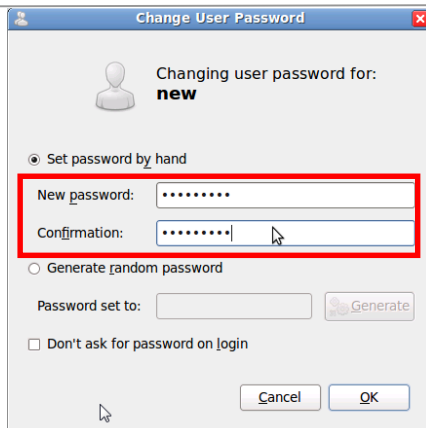 Change User Password
Changing user password for:
new
Set password by hand
New password: •••••••••
Confirmation: •••••••••
Generate random password
Password set to:
Generate
Don't ask for password on login
Cancel
OK